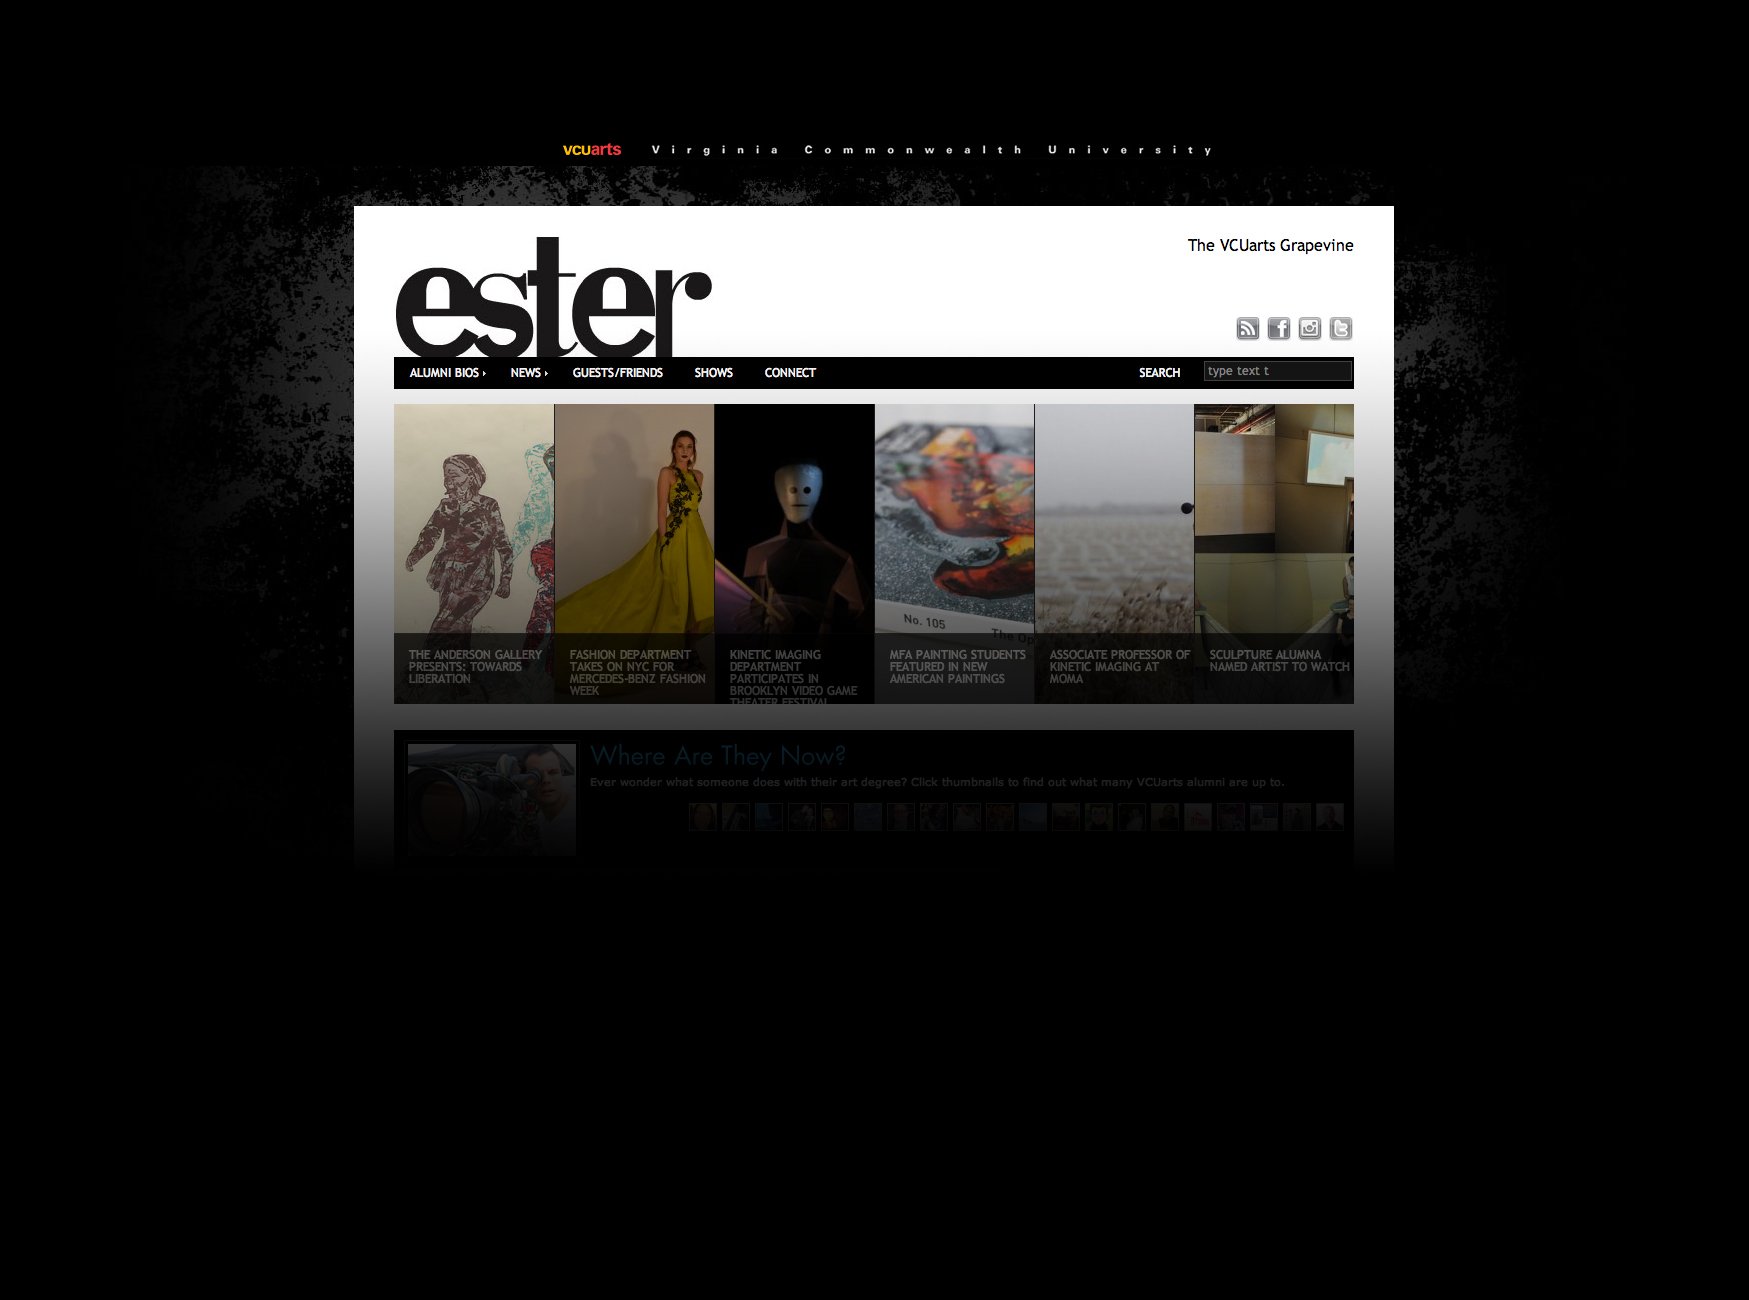 vcuarts Virginia Commonwealth University
ester
The VCUarts Grapevine
ALUMNI BIOS NEWS GUESTS/FRIENDS SHOWS CONNECT SEARCH type text t
No. 105
The Op
THE ANDERSON GALLERY
PRESENTS: TOWARDS
LIBERATION
FASHION DEPARTMENT
TAKES ON NYC FOR
MERCEDES-BENZ FASHION
WEEK
KINETIC IMAGING
DEPARTMENT
PARTICIPATES IN
BROOKLYN VIDEO GAME
THEATER FESTIVAL
MFA PAINTING STUDENTS
FEATURED IN NEW
AMERICAN PAINTINGS
ASSOCIATE PROFESSOR OF
KINETIC IMAGING AT
MOMA
SCULPTURE ALUMNA
NAMED ARTIST TO WATCH
Where Are They Now?
Ever wonder what someone does with their art degree? Click thumbnails to find out what many VCUarts alumni are up to.